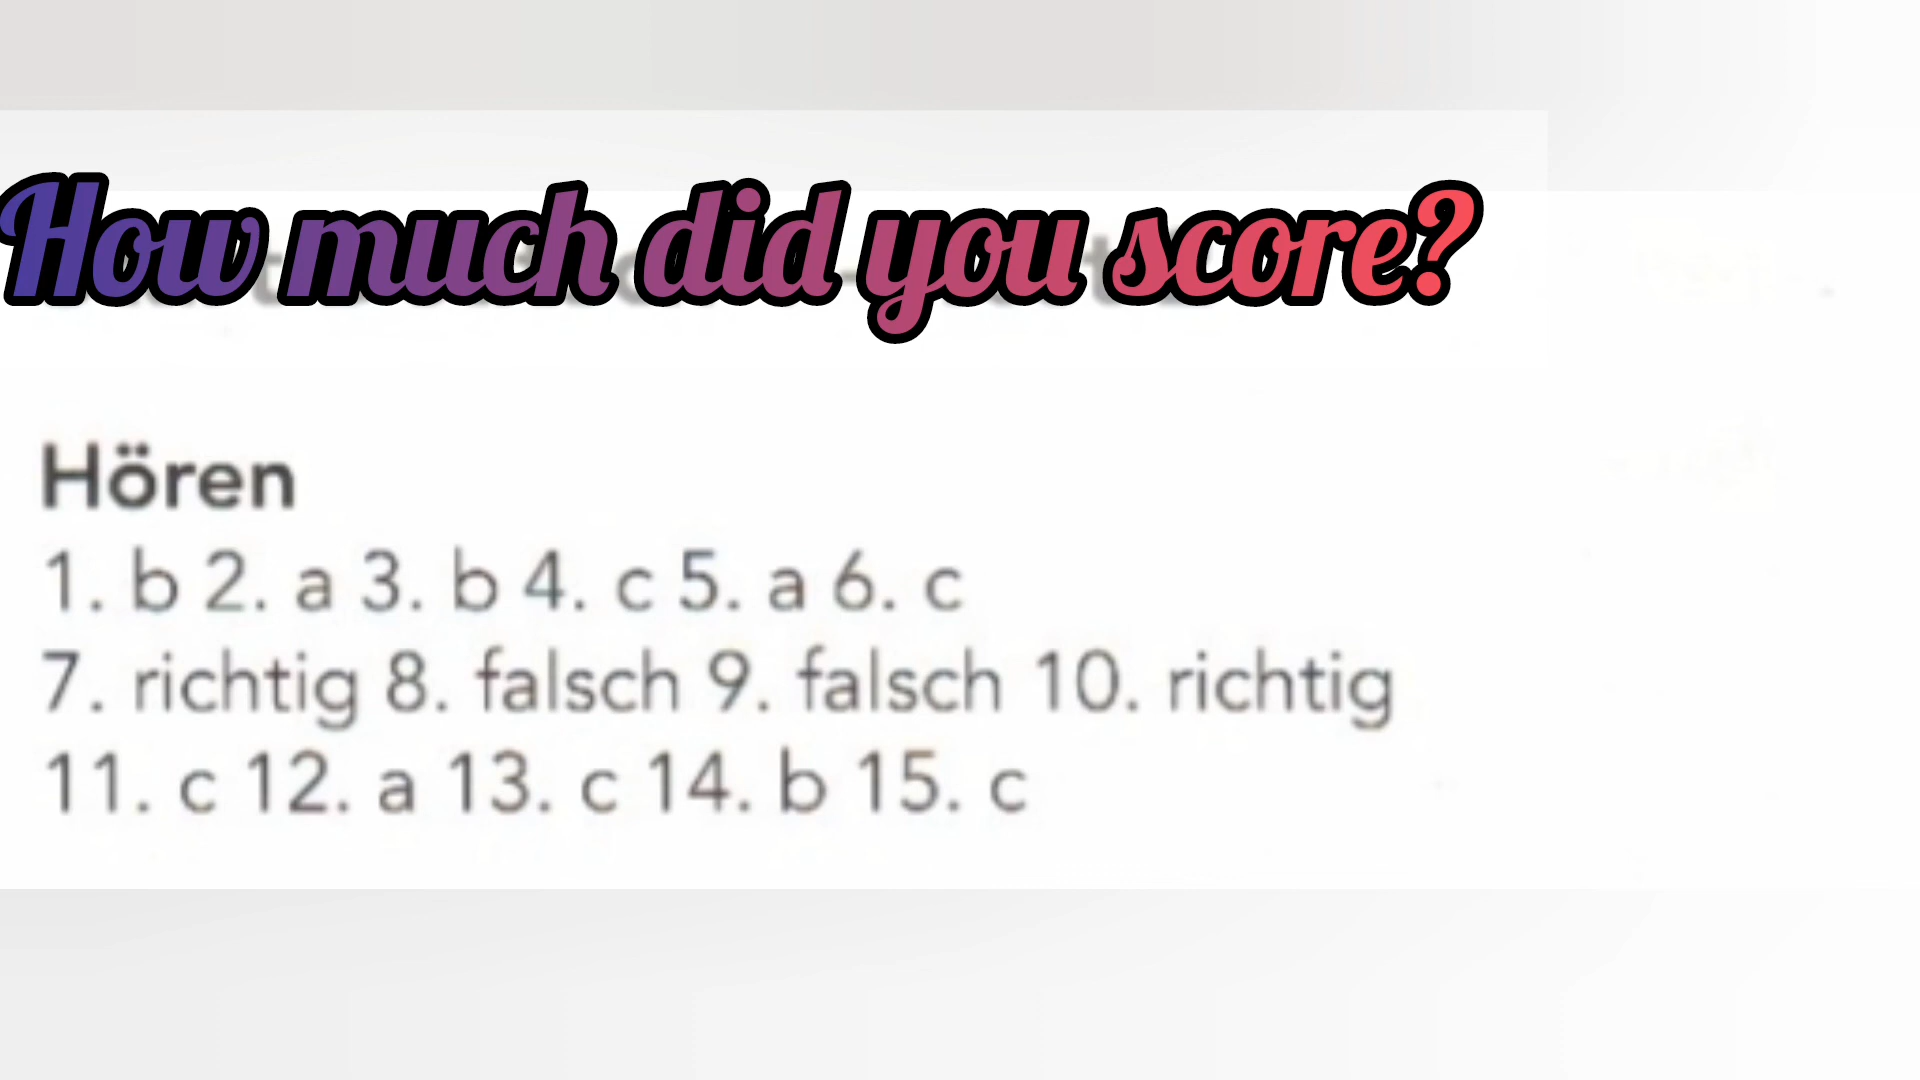 How much did you score?
Hören
1. b 2. a 3. b 4. c 5. a 6. c
7. richtig 8. falsch 9. falsch 10. richtig
11. c 12. a 13. c 14. b 15. c